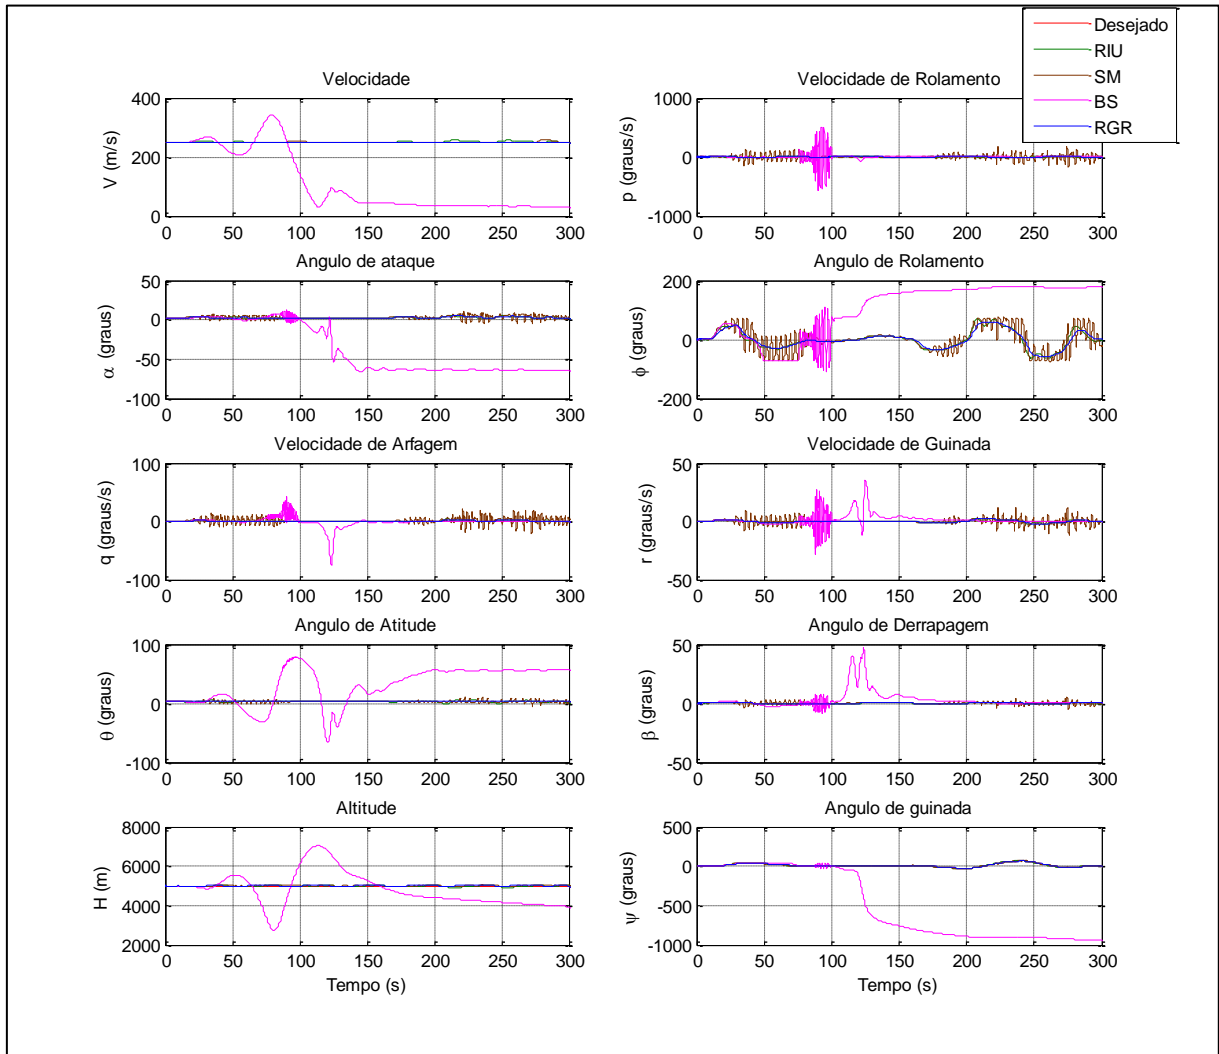 Desejado
RIU
SM
BS
RGR
Velocidade
400
200
0
V (m/s)
0 50 100 150 200 250 300
Velocidade de Rolamento
1000
0
-1000
p (graus/s)
0 50 100 150 200 250 300
Angulo de ataque
50
0
-50
-100
α (graus)
0 50 100 150 200 250 300
Angulo de Rolamento
200
0
-200
ϕ (graus)
0 50 100 150 200 250 300
Velocidade de Arfagem
100
0
-100
q (graus/s)
0 50 100 150 200 250 300
Velocidade de Guinada
50
0
-50
r (graus/s)
0 50 100 150 200 250 300
Angulo de Atitude
100
0
-100
θ (graus)
0 50 100 150 200 250 300
Angulo de Derrapagem
50
0
50
β (graus)
0 50 100 150 200 250 300
Altitude
8000
6000
4000
2000
H (m)
0 50 100 150 200 250 300
Tempo (s)
Angulo de guinada
500
0
-500
-1000
ψ (graus)
0 50 100 150 200 250 300
Tempo (s)